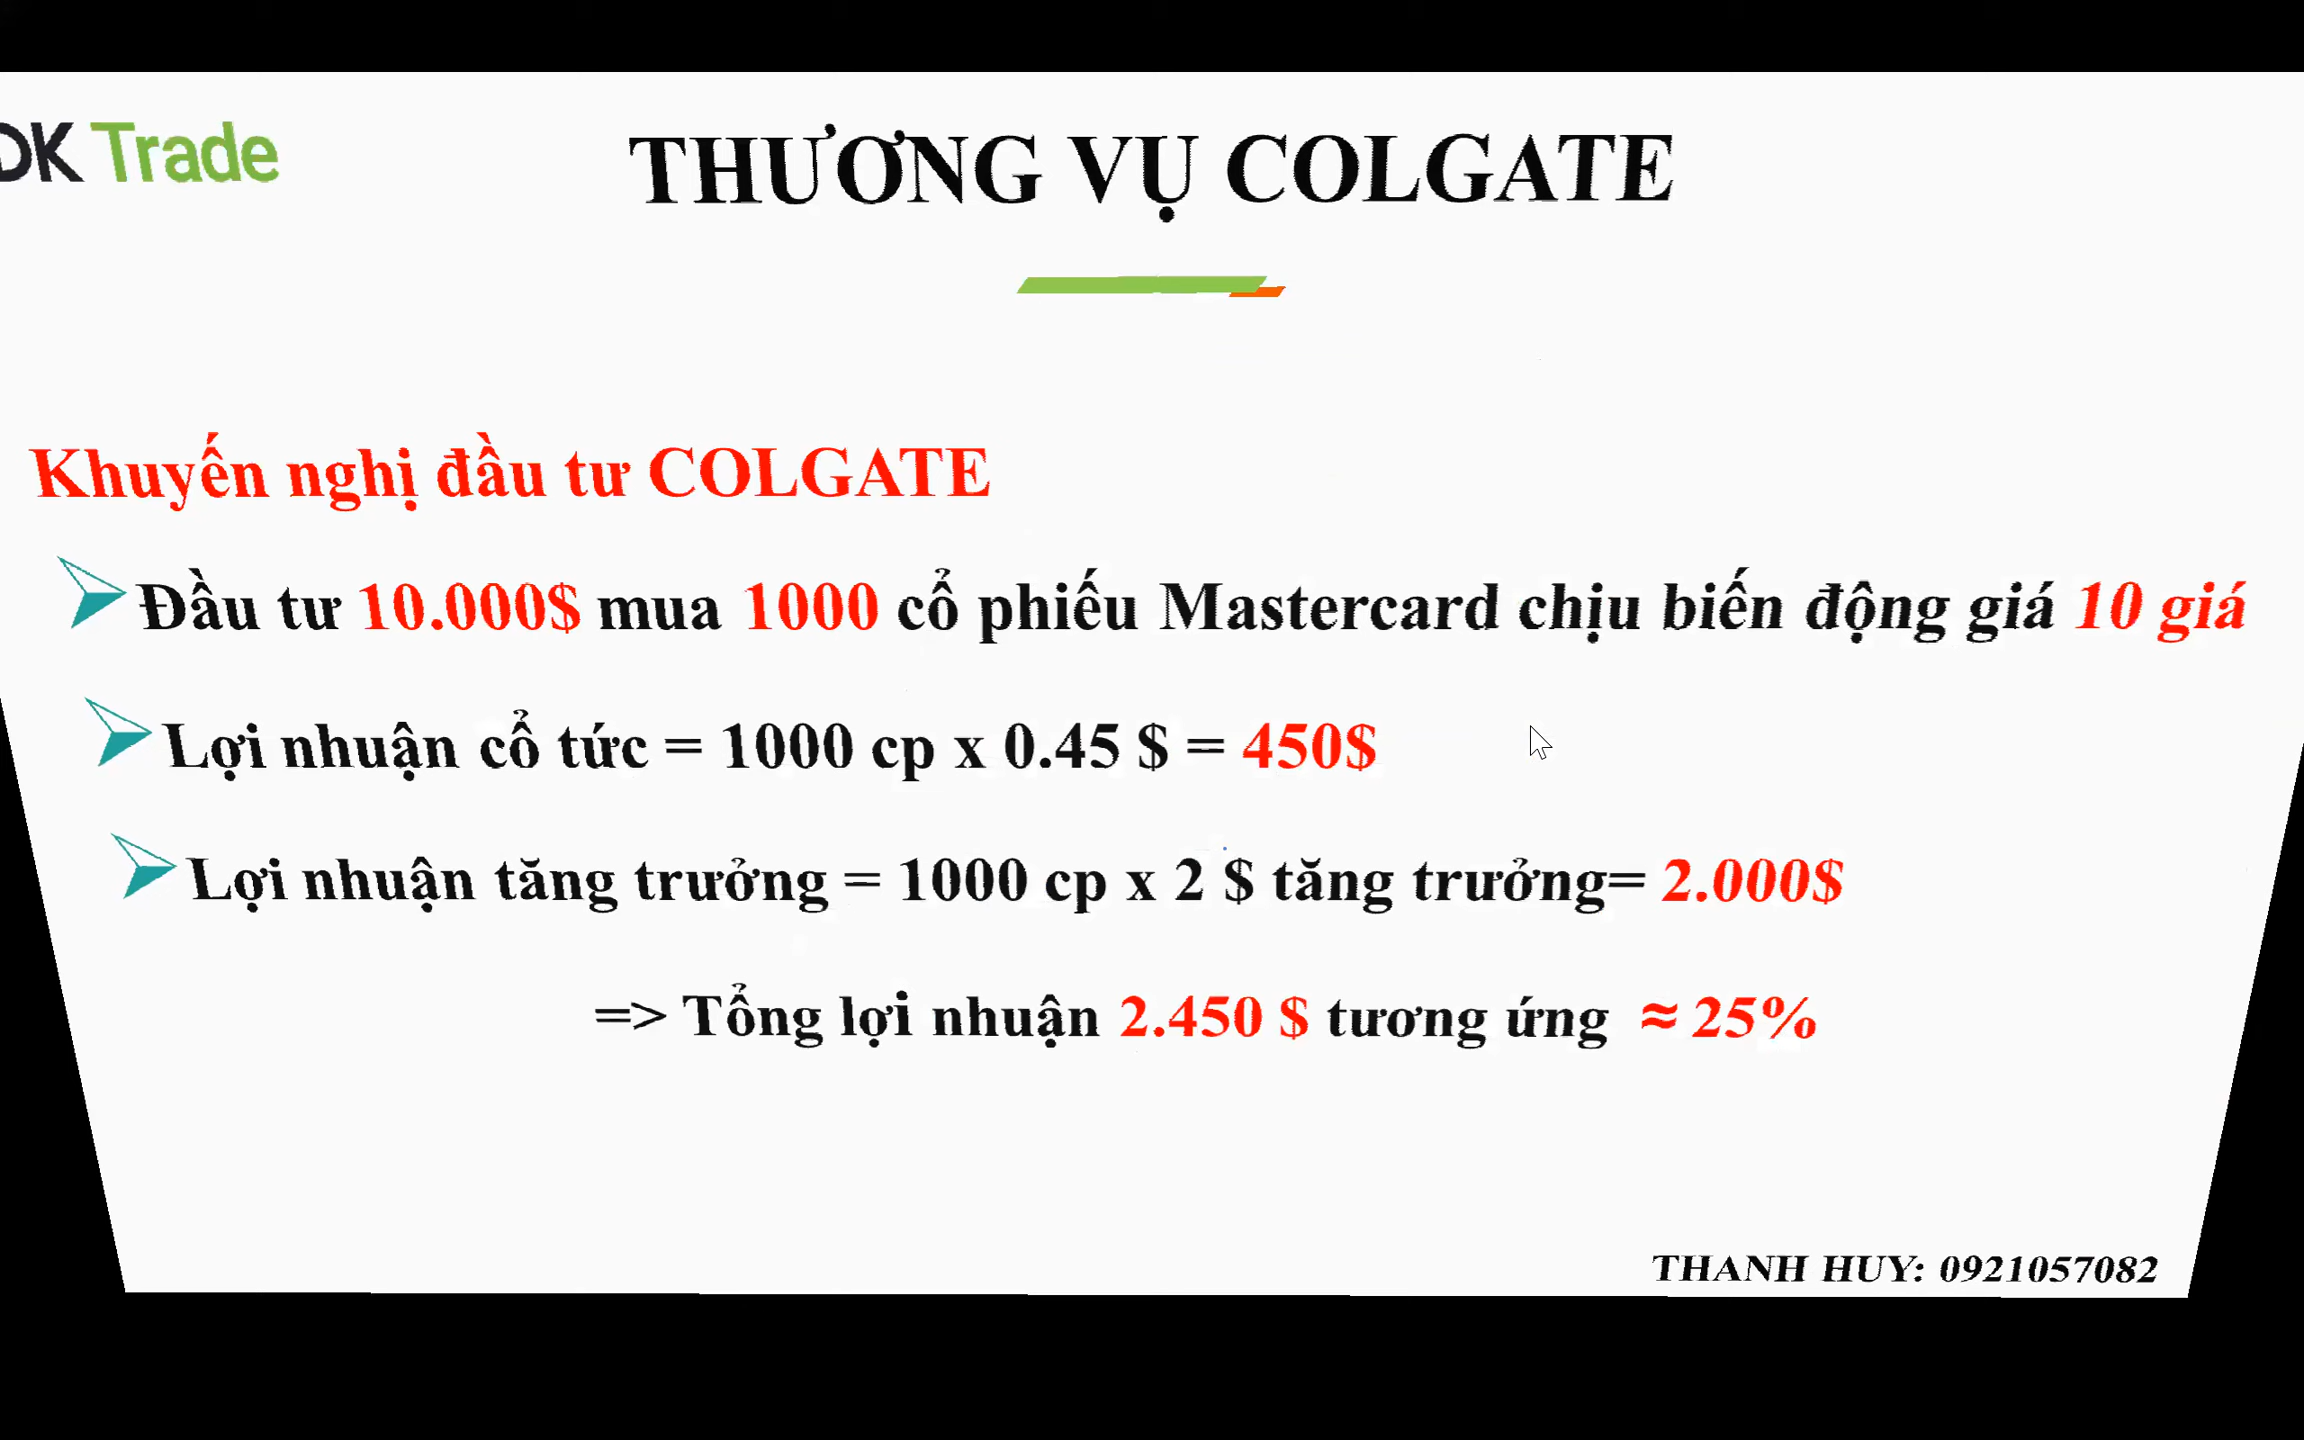 DK Trade
THƯƠNG VỤ COLGATE
Khuyến nghị đầu tư COLGATE
Đầu tư 10.000$ mua 1000 cổ phiếu Mastercard chịu biến động giá 10 giá
Lợi nhuận cổ tức = 1000 cp x 0.45 $ = 450$
Lợi nhuận tăng trưởng = 1000 cp x 2 $ tăng trưởng= 2.000$
=> Tổng lợi nhuận 2.450 $ tương ứng ≈ 25%
THANH HUY: 0921057082